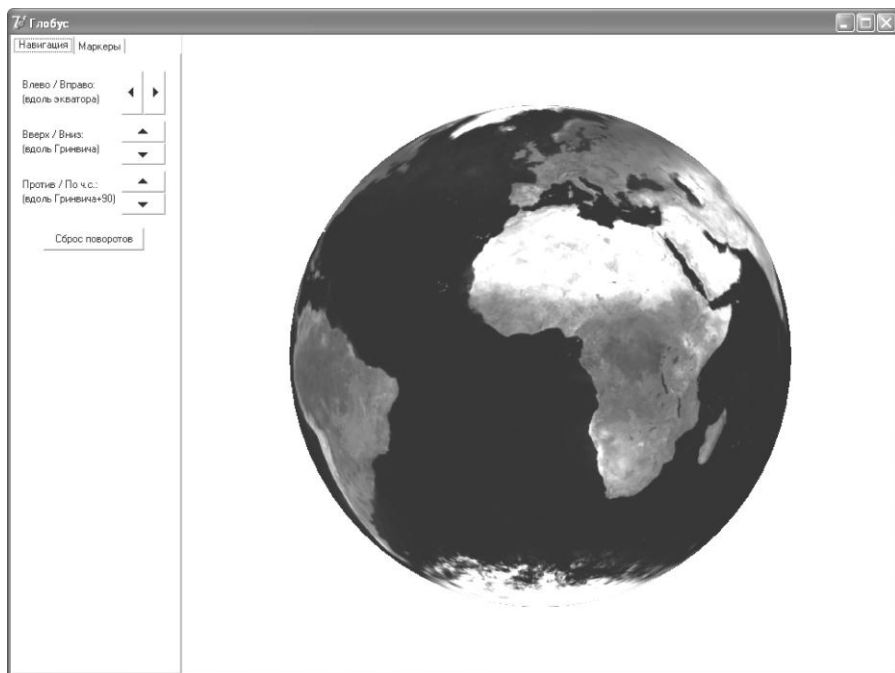 Глобус
Навигация
Маркеры
Влево / Вправо:
(вдоль экватора)
Вверх / Вниз:
(вдоль Гринвича)
Против / По ч.с.:
(вдоль Гринвича+90)
Сброс поворотов